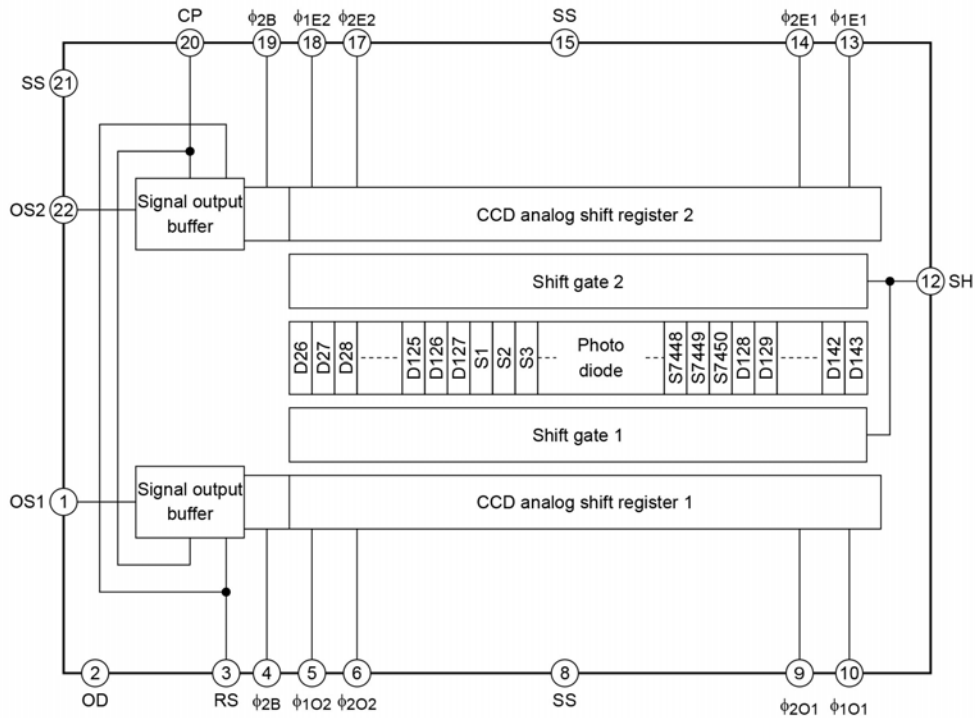 CP ϕ2B ϕ1E2 ϕ2E2 SS ϕ2E1 ϕ1E1
20 19 18 17 15 14 13
SS 21
OS2 22
Signal output
buffer
CCD analog shift register 2
Shift gate 2
12 SH
D26 D27 D28 D125 D126 D127 S1 S2 S3 Photo
diode S7448 S7449 S7450 D128 D129 D142 D143
Shift gate 1
OS1 1
Signal output
buffer
CCD analog shift register 1
2 3 4 5 6 8 9 10
OD RS ϕ2B ϕ1O2 ϕ2O2 SS ϕ2O1 ϕ1O1